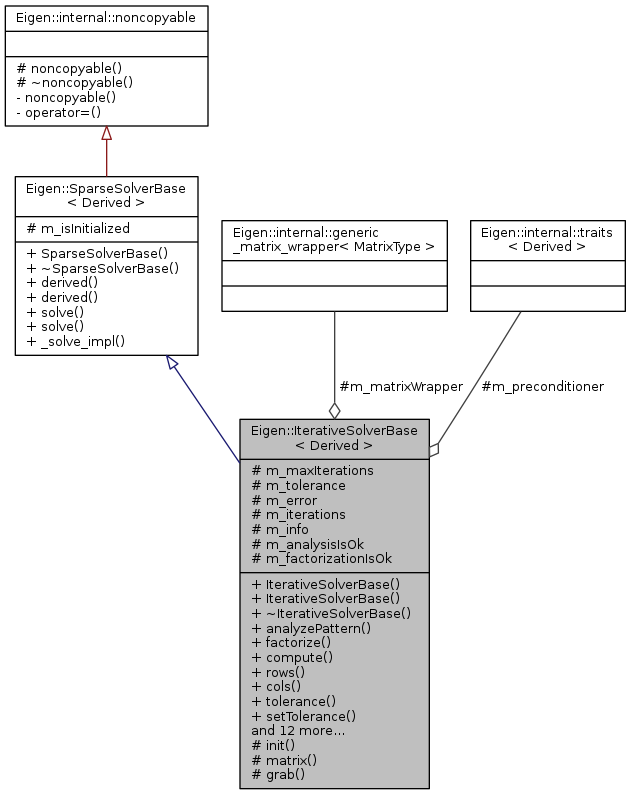 Eigen::internal::noncopyable
# noncopyable()
# ~noncopyable()
- noncopyable()
- operator=()
Eigen::SparseSolverBase
< Derived >
# m_isInitialized
+ SparseSolverBase()
+ ~SparseSolverBase()
+ derived()
+ derived()
+ solve()
+ solve()
+ _solve_impl()
Eigen::internal::generic
_matrix_wrapper< MatrixType >
Eigen::internal::traits
< Derived >
#m_matrixWrapper
#m_preconditioner
Eigen::IterativeSolverBase
< Derived >
# m_maxIterations
# m_tolerance
# m_error
# m_iterations
# m_info
# m_analysisIsOk
# m_factorizationIsOk
+ IterativeSolverBase()
+ IterativeSolverBase()
+ ~IterativeSolverBase()
+ analyzePattern()
+ factorize()
+ compute()
+ rows()
+ cols()
+ tolerance()
+ setTolerance()
and 12 more...
# init()
# matrix()
# grab()